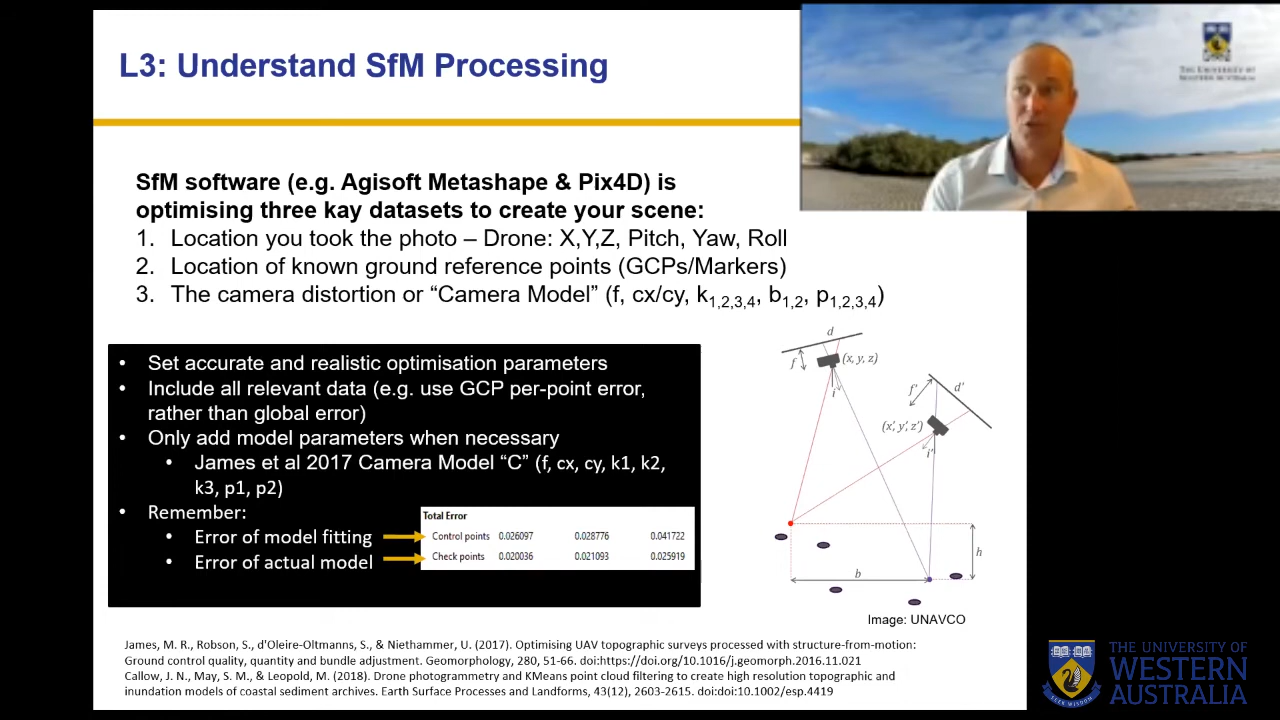 L3: Understand SfM Processing
THE UNIVERSITY OF
WESTERN AUSTRALIA
SfM software (e.g. Agisoft Metashape & Pix4D) is
optimising three kay datasets to create your scene:
1. Location you took the photo – Drone: X,Y,Z, Pitch, Yaw, Roll
2. Location of known ground reference points (GCPs/Markers)
3. The camera distortion or “Camera Model” (f, cx/cy, k1,2,3,4, b1,2, p1,2,3,4)
• Set accurate and realistic optimisation parameters
• Include all relevant data (e.g. use GCP per-point error,
rather than global error)
• Only add model parameters when necessary
• James et al 2017 Camera Model “C” (f, cx, cy, k1, k2,
k3, p1, p2)
• Remember:
• Error of model fitting
• Error of actual model
Total Error
Control points 0.026097 0.028776 0.041722
Check points 0.020036 0.021093 0.025919
d
f
(x, y, z)
i
f'
d'
(x', y', z')
i'
h
b
Image: UNAVCO
James, M. R., Robson, S., d'Oleire-Oltmanns, S., & Niethammer, U. (2017). Optimising UAV topographic surveys processed with structure-from-motion:
Ground control quality, quantity and bundle adjustment. Geomorphology, 280, 51-66. doi:https://doi.org/10.1016/j.geomorph.2016.11.021
Callow, J. N., May, S. M., & Leopold, M. (2018). Drone photogrammetry and KMeans point cloud filtering to create high resolution topographic and
inundation models of coastal sediment archives. Earth Surface Processes and Landforms, 43(12), 2603-2615. doi:doi:10.1002/esp.4419
THE UNIVERSITY OF
WESTERN
AUSTRALIA
SEEK WISDOM